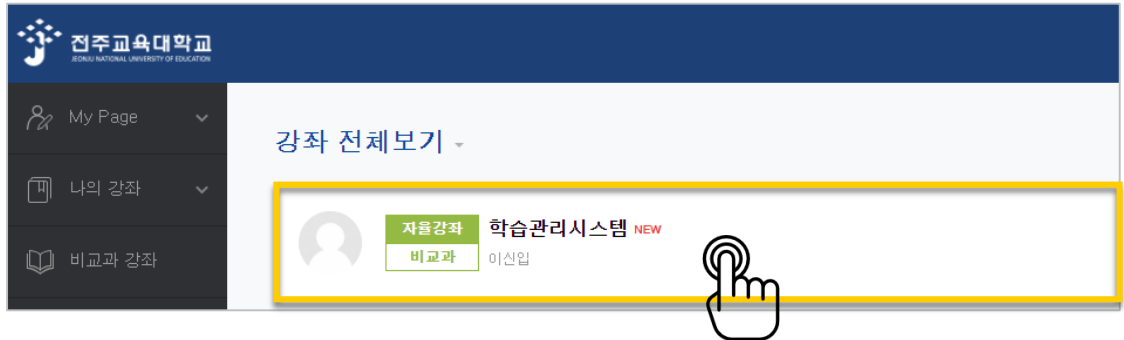 전주교육대학교
JEONJU NATIONAL UNIVERSITY OF EDUCATION
My Page
나의 강좌
비교과 강좌
강좌 전체보기
자율강좌 학습관리시스템 NEW
비교과 이신입